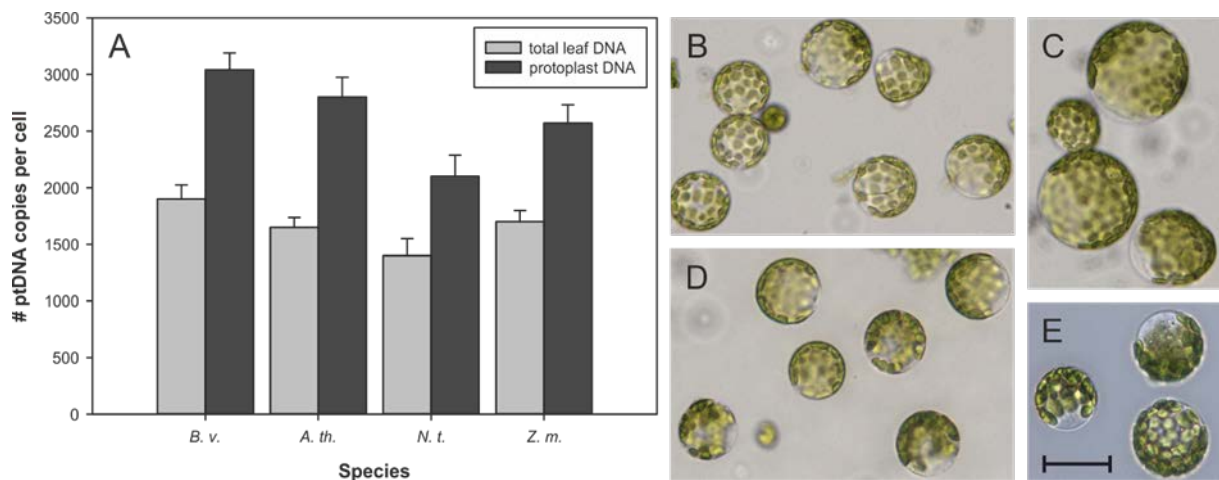 A
total leaf DNA
protoplast DNA
# ptDNA copies per cell
3500
3000
2500
2000
1500
1000
500
0
B. v.
A. th.
N. t.
Z. m.
Species
B
C
D
E